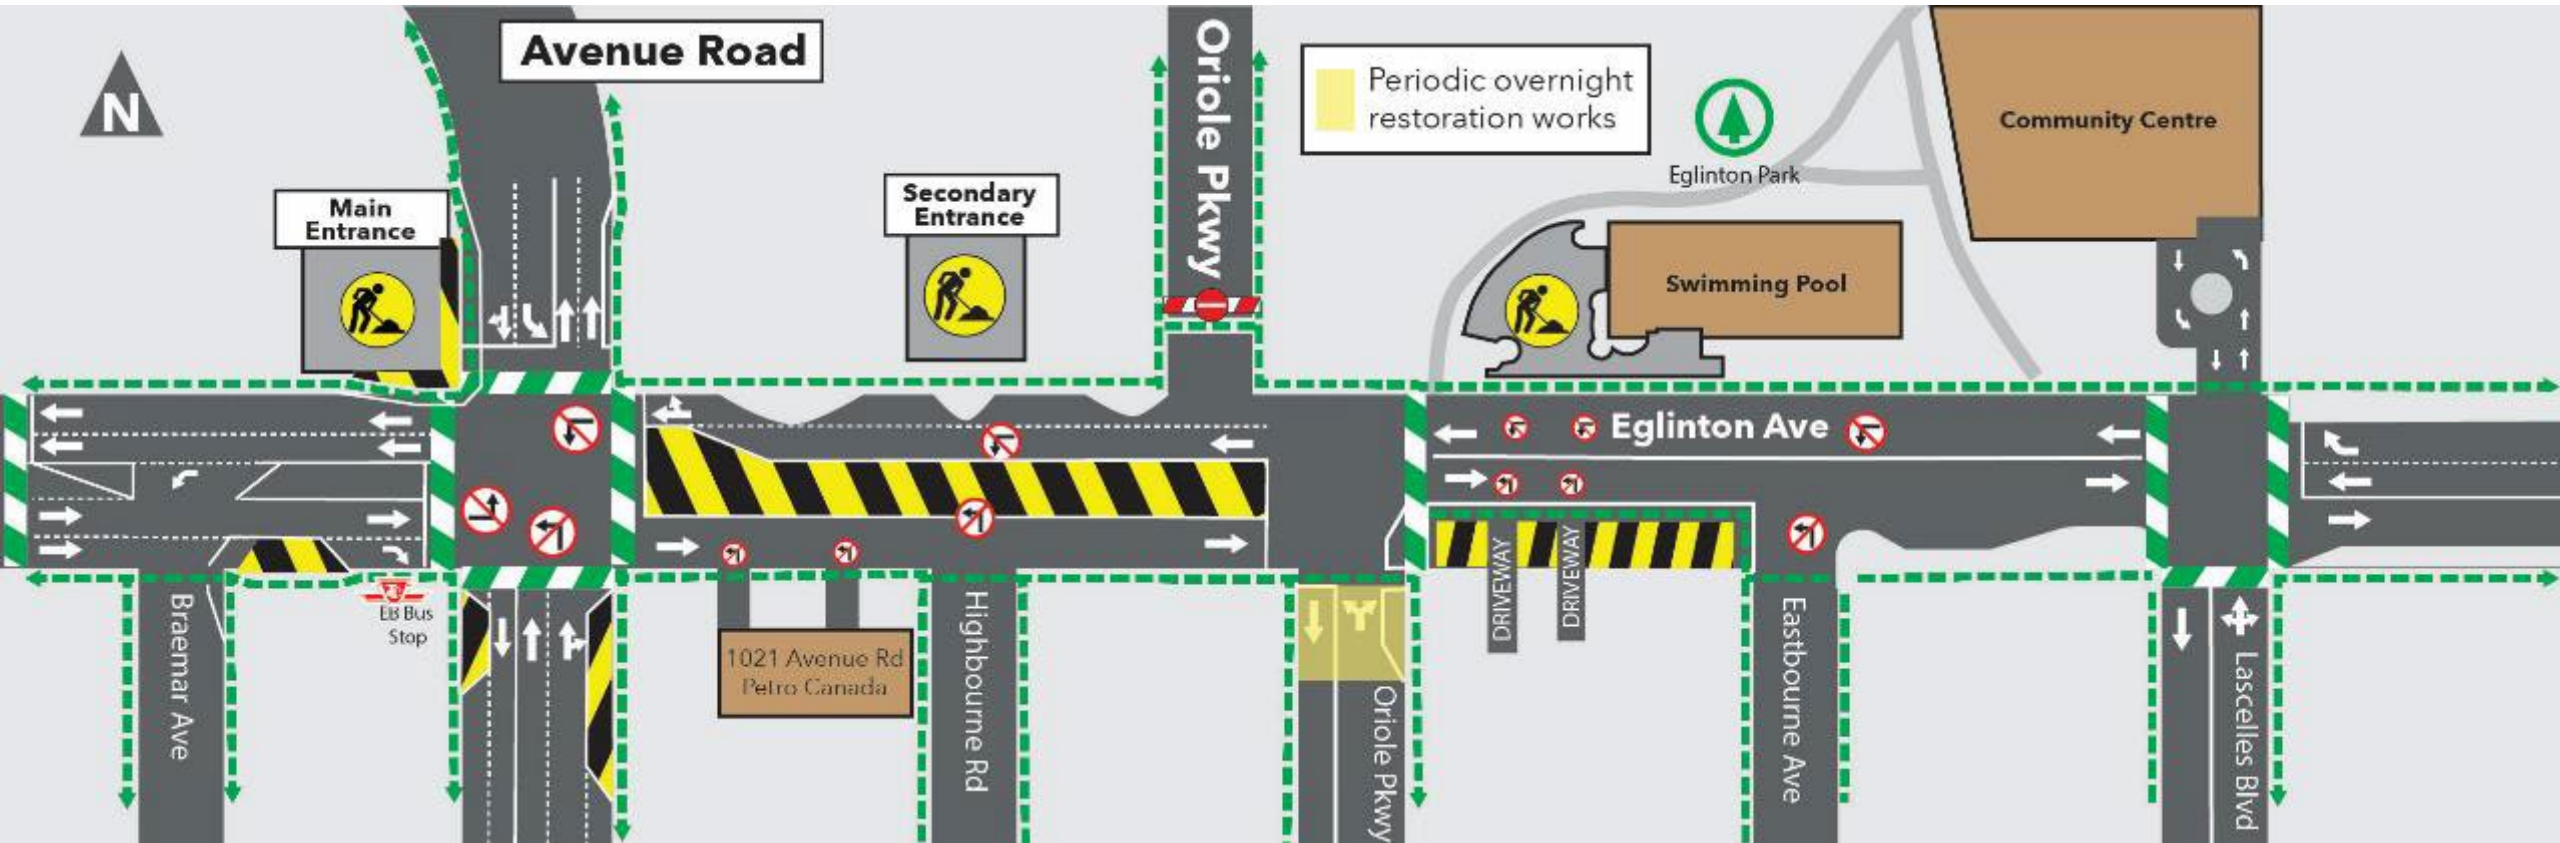 N
Avenue Road
Oriole Pkwy
Periodic overnight
restoration works
Eglinton Park
Community Centre
Main
Entrance
Secondary
Entrance
Swimming Pool
Eglinton Ave
EB Bus
Stop
Braemar Ave
1021 Avenue Rd
Petro Canada
Highbourne Rd
Oriole Pkwy
DRIVEWAY
DRIVEWAY
Eastbourne Ave
Lascelles Blvd